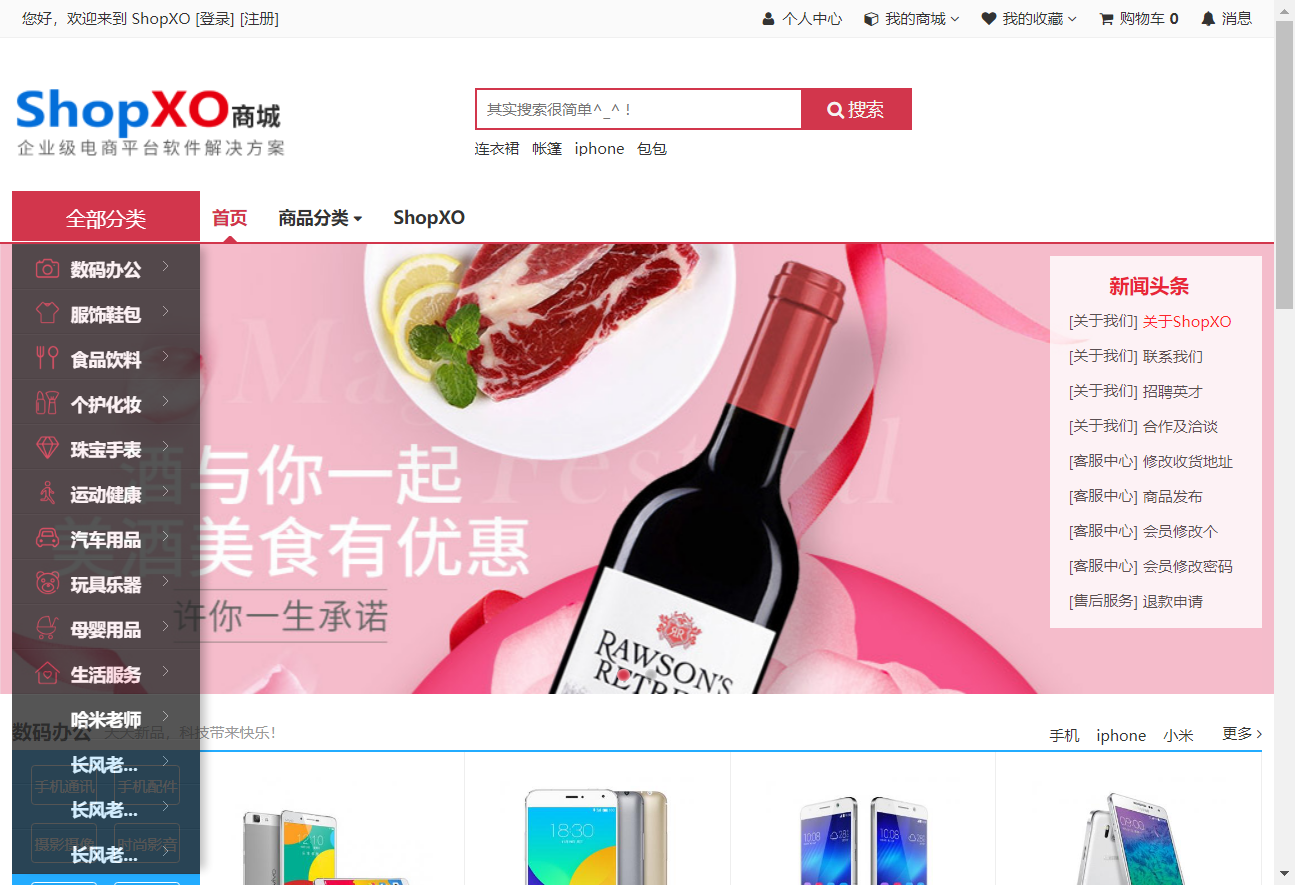 您好，欢迎来到 ShopXO [登录] [注册]
个人中心 我的商城 我的收藏 购物车 0 消息
ShopXO商城
企业级电商平台软件解决方案
其实搜索很简单^_^！
搜索
连衣裙 帐篷 iphone 包包
全部分类 首页 商品分类 ShopXO
数码办公
服饰鞋包
食品饮料
个护化妆
珠宝手表
运动健康
汽车用品
玩具乐器
母婴用品
生活服务
哈米老师
长风老...
长风老...
长风老...
酒与你一起
美酒美食有优惠
许你一生承诺
RAWSON'S
新闻头条
[关于我们] 关于ShopXO
[关于我们] 联系我们
[关于我们] 招聘英才
[关于我们] 合作及洽谈
[客服中心] 修改收货地址
[客服中心] 商品发布
[客服中心] 会员修改个
[客服中心] 会员修改密码
[售后服务] 退款申请
数码办公 天天新品，科技带来快乐！
手机 iphone 小米 更多
手机通讯 手机配件
摄影摄像 时尚影音
18:30
09:00